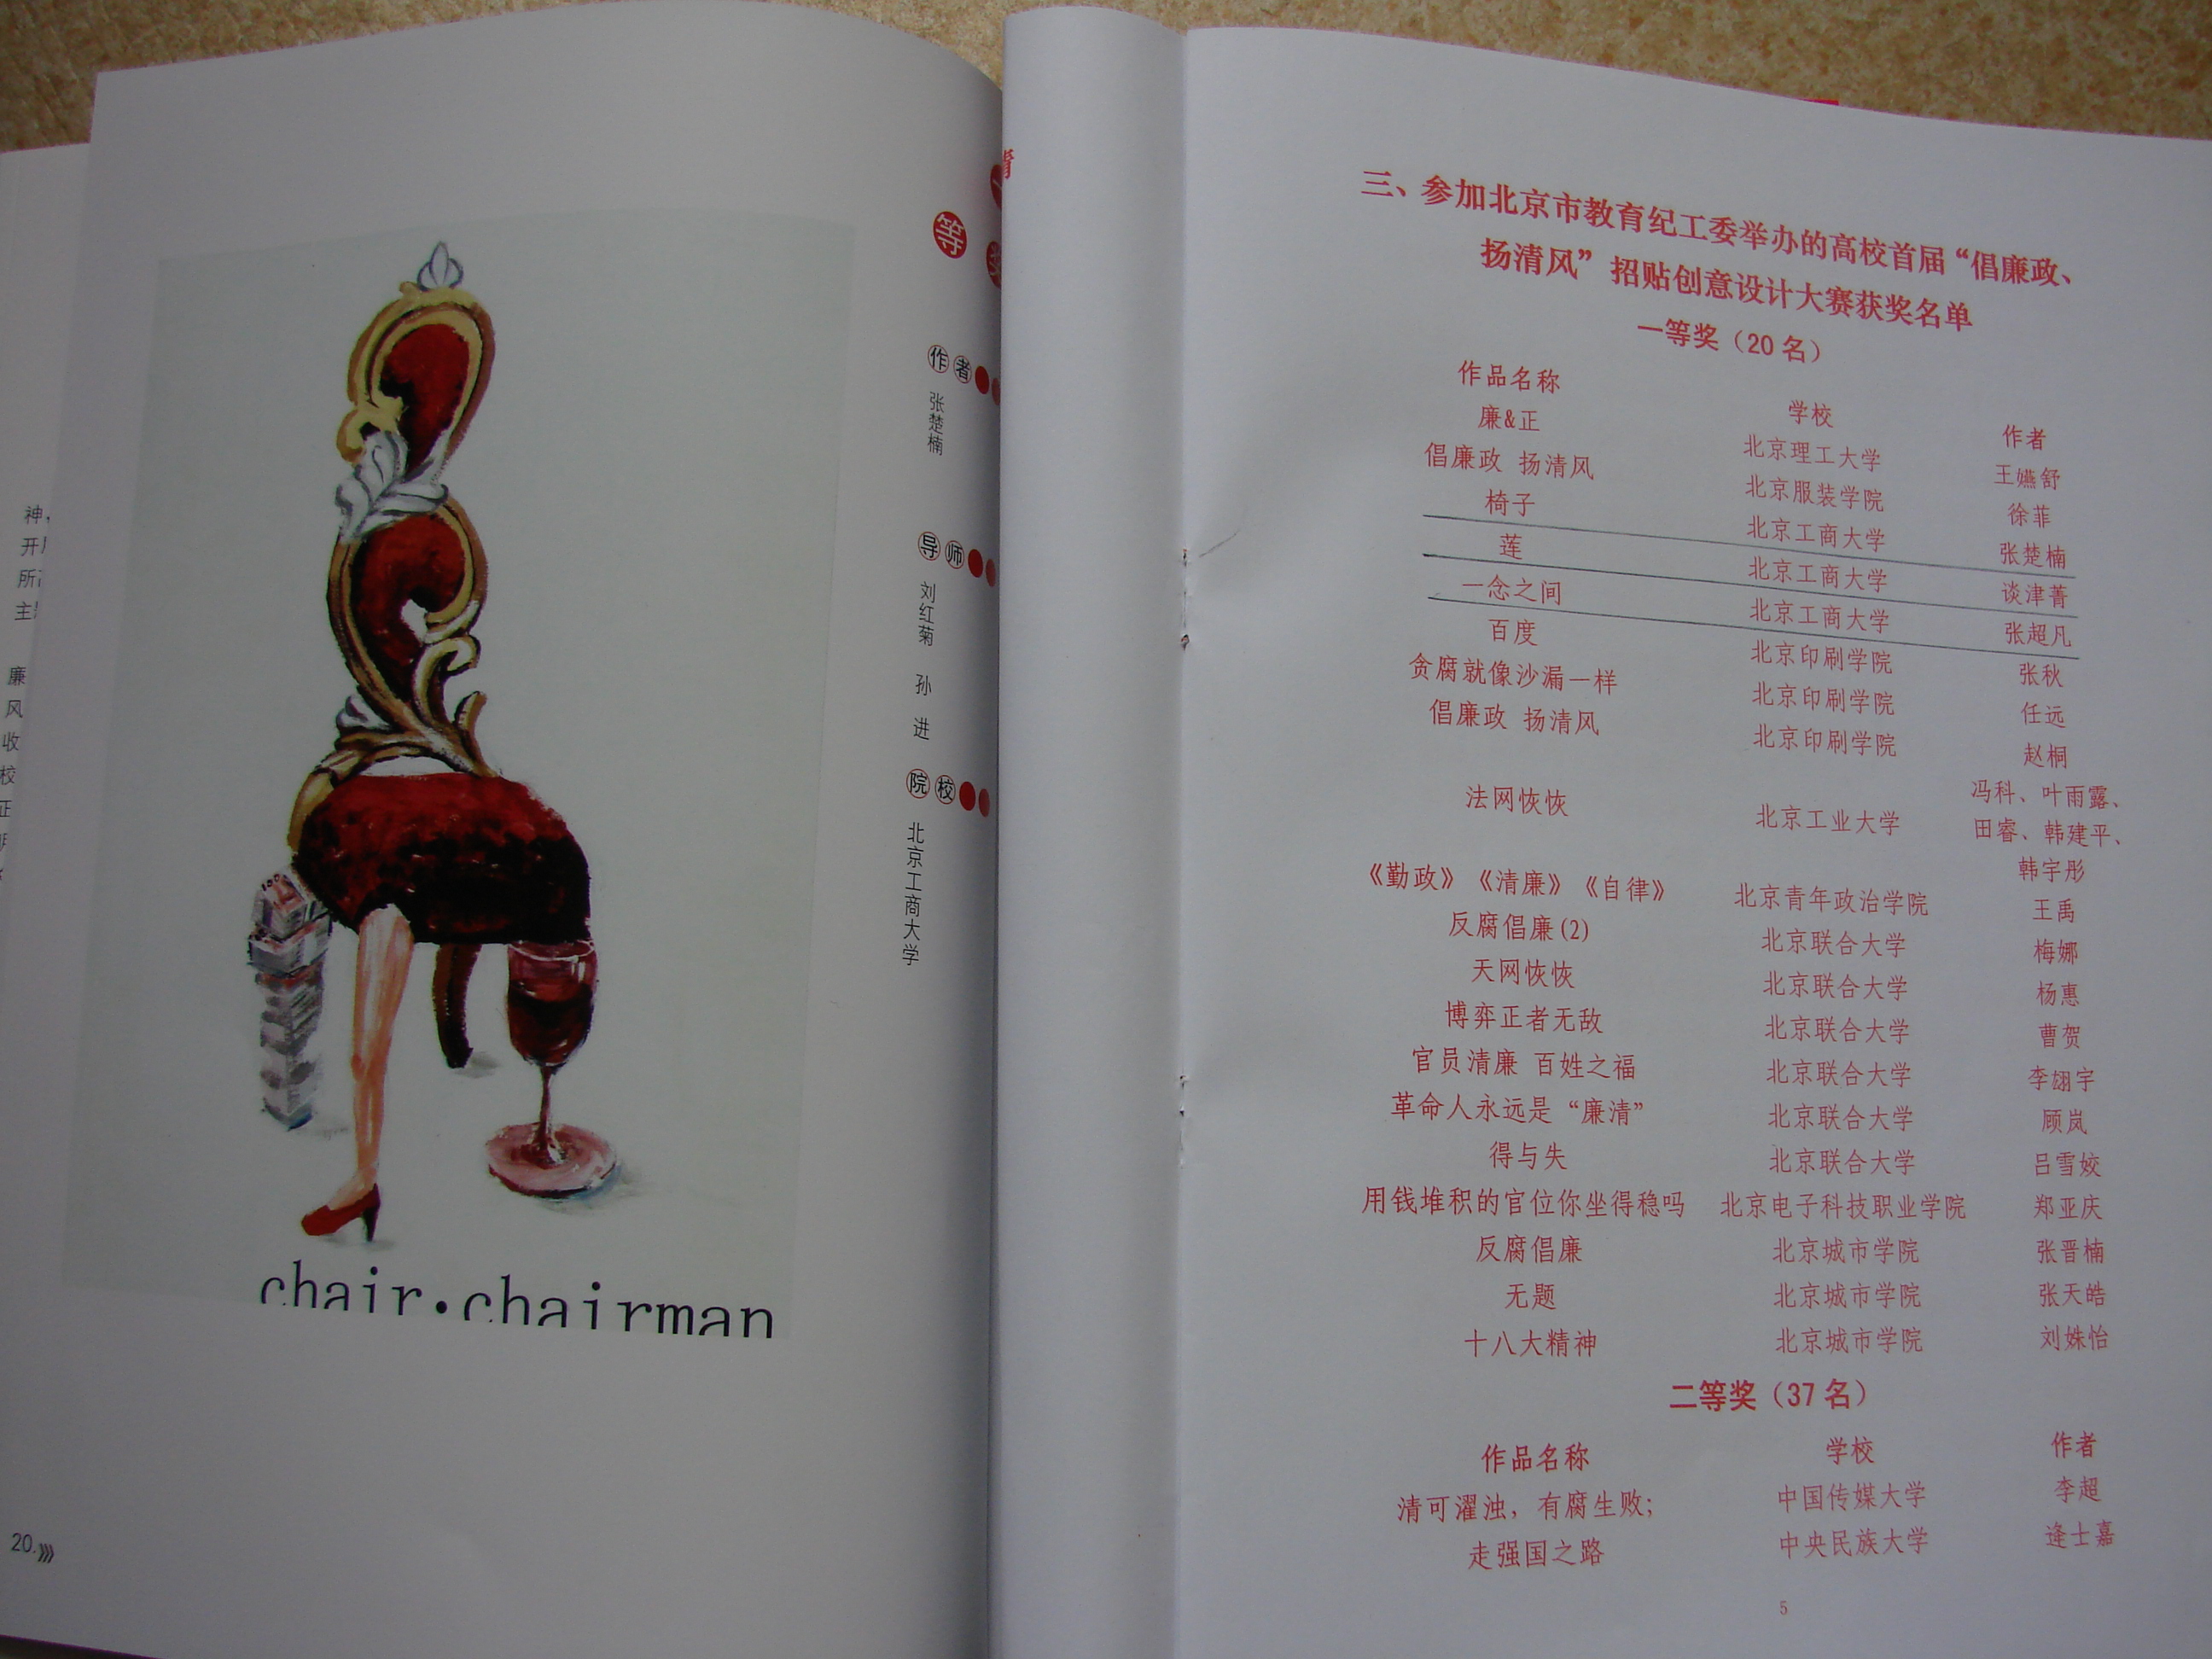 神，
廉
风
收
校
正
等
作者
张楚楠
导师
刘红菊 孙 进
院校
北京工商大学
chair·chairman
20.
三、参加北京市教育纪工委举办的高校首届“倡廉政、
扬清风”招贴创意设计大赛获奖名单
一等奖（20 名）
作品名称 学校 作者
廉&正 北京理工大学 王嬿舒
倡廉政 扬清风 北京服装学院 徐菲
椅子 北京工商大学 张楚楠
莲 北京工商大学 谈津菁
一念之间 北京工商大学 张超凡
百度 北京印刷学院 张秋
贪腐就像沙漏一样 北京印刷学院 任远
倡廉政 扬清风 北京印刷学院 赵桐
法网恢恢 北京工业大学 冯科、叶雨露、
田睿、韩建平、
韩宇彤
《勤政》《清廉》《自律》 北京青年政治学院 王禹
反腐倡廉(2) 北京联合大学 梅娜
天网恢恢 北京联合大学 杨惠
博弈正者无敌 北京联合大学 曹贺
官员清廉 百姓之福 北京联合大学 李翃宇
革命人永远是“廉清” 北京联合大学 顾岚
得与失 北京联合大学 吕雪姣
用钱堆积的官位你坐得稳吗 北京电子科技职业学院 郑亚庆
反腐倡廉 北京城市学院 张晋楠
无题 北京城市学院 张天皓
十八大精神 北京城市学院 刘姝怡
二等奖（37 名）
作品名称 学校 作者
清可濯浊，有腐生败； 中国传媒大学 李超
走强国之路 中央民族大学 逄士嘉
5